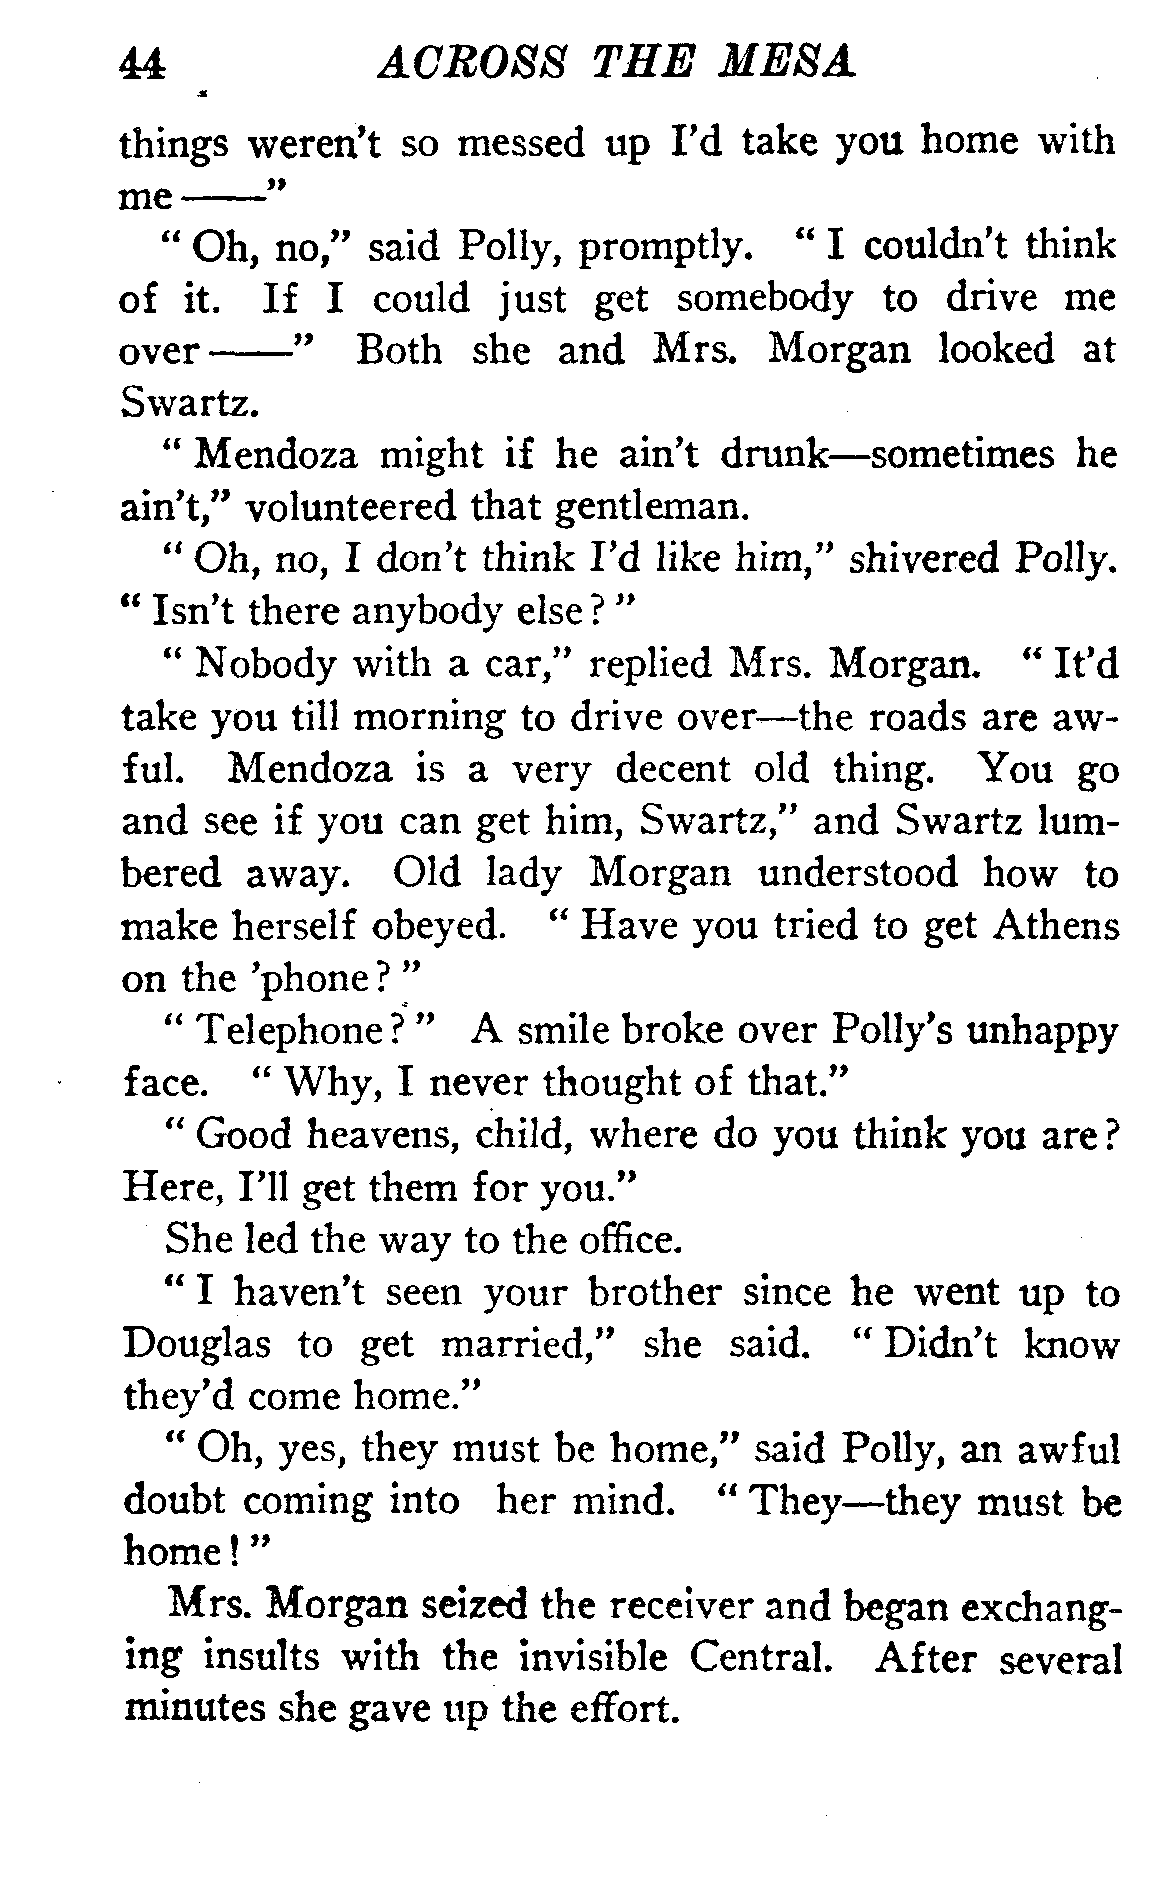 44 ACROSS THE MESA
things weren't so messed up I'd take you home with
me——"
" Oh, no," said Polly, promptly. " I couldn't think
of it. If I could just get somebody to drive me
over——" Both she and Mrs. Morgan looked at
Swartz.
" Mendoza might if he ain't drunk—sometimes he
ain't," volunteered that gentleman.
" Oh, no, I don't think I'd like him," shivered Polly.
" Isn't there anybody else? "
" Nobody with a car," replied Mrs. Morgan. " It'd
take you till morning to drive over—the roads are aw-
ful. Mendoza is a very decent old thing. You go
and see if you can get him, Swartz," and Swartz lum-
bered away. Old lady Morgan understood how to
make herself obeyed. " Have you tried to get Athens
on the 'phone? "
" Telephone? " A smile broke over Polly's unhappy
face. " Why, I never thought of that."
" Good heavens, child, where do you think you are?
Here, I'll get them for you."
She led the way to the office.
" I haven't seen your brother since he went up to
Douglas to get married," she said. " Didn't know
they'd come home."
" Oh, yes, they must be home," said Polly, an awful
doubt coming into her mind. " They—they must be
home! "
Mrs. Morgan seized the receiver and began exchang-
ing insults with the invisible Central. After several
minutes she gave up the effort.